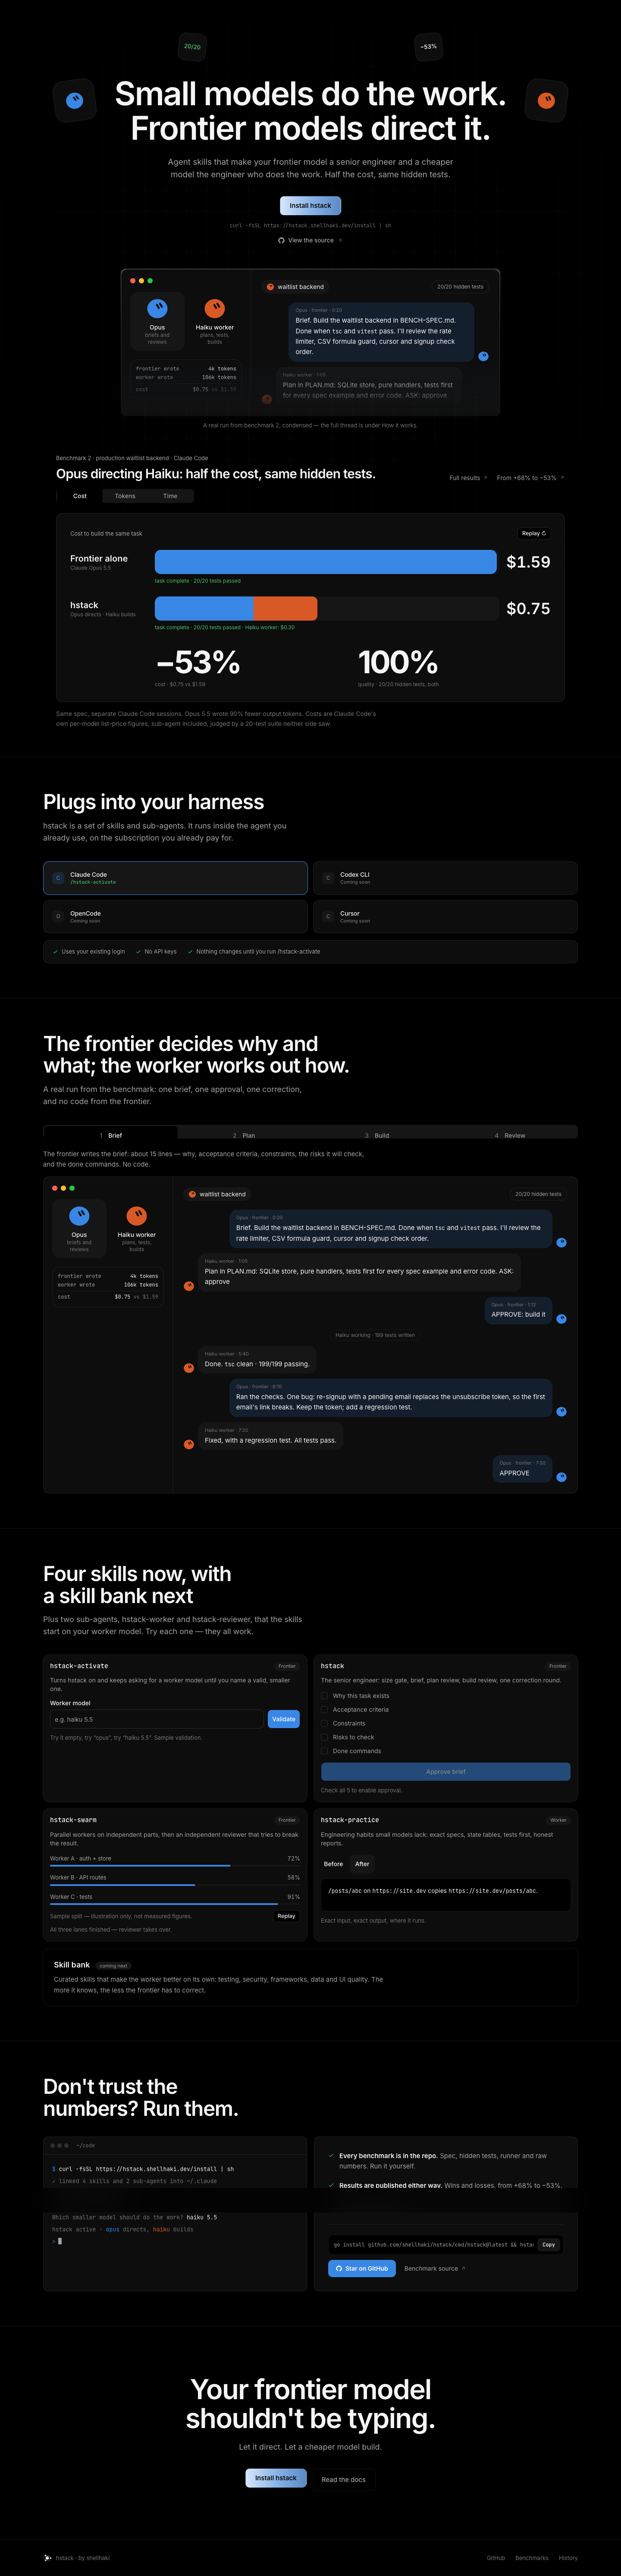 20/20
−53%
Small models do the work.
Frontier models direct it.
Agent skills that make your frontier model a senior engineer and a cheaper
model the engineer who does the work. Half the cost, same hidden tests.
Install hstack
curl -fsSL https://hstack.shellhaki.dev/install | sh
View the source ↗
waitlist backend
20/20 hidden tests
Opus
briefs and
reviews
Haiku worker
plans, tests,
builds
frontier wrote 4k tokens
worker wrote 106k tokens
cost $0.75 vs $1.59
Opus · frontier · 0:20
Brief. Build the waitlist backend in BENCH-SPEC.md.
Done when tsc and vitest pass. I'll review the rate
limiter, CSV formula guard, cursor and signup check
order.
Haiku worker · 1:05
Plan in PLAN.md: SQLite store, pure handlers, tests first
for every spec example and error code. ASK: approve
A real run from benchmark 2, condensed — the full thread is under How it works.
Benchmark 2 · production waitlist backend · Claude Code
Opus directing Haiku: half the cost, same hidden tests.
Full results ↗
From +68% to −53% ↗
Cost
Tokens
Time
Cost to build the same task
Replay
Frontier alone
Claude Opus 5.5
$1.59
task complete · 20/20 tests passed
hstack
Opus directs · Haiku builds
$0.75
task complete · 20/20 tests passed · Haiku worker: $0.30
−53%
cost · $0.75 vs $1.59
100%
quality · 20/20 hidden tests, both
Same spec, separate Claude Code sessions. Opus 5.5 wrote 90% fewer output tokens. Costs are Claude Code's
own per-model list-price figures, sub-agent included, judged by a 20-test suite neither side saw.
Plugs into your harness
hstack is a set of skills and sub-agents. It runs inside the agent you
already use, on the subscription you already pay for.
C
Claude Code
/hstack-activate
C
Codex CLI
Coming soon
O
OpenCode
Coming soon
C
Cursor
Coming soon
✓ Uses your existing login
✓ No API keys
✓ Nothing changes until you run /hstack-activate
The frontier decides why and
what; the worker works out how.
A real run from the benchmark: one brief, one approval, one correction,
and no code from the frontier.
1 Brief
2 Plan
3 Build
4 Review
The frontier writes the brief: about 15 lines — why, acceptance criteria, constraints, the risks it will check,
and the done commands. No code.
waitlist backend
20/20 hidden tests
Opus
briefs and
reviews
Haiku worker
plans, tests,
builds
frontier wrote 4k tokens
worker wrote 106k tokens
cost $0.75 vs $1.59
Opus · frontier · 0:20
Brief. Build the waitlist backend in BENCH-SPEC.md. Done when tsc and vitest pass. I'll review the
rate limiter, CSV formula guard, cursor and signup check order.
Haiku worker · 1:05
Plan in PLAN.md: SQLite store, pure handlers, tests first for every spec example and error code. ASK:
approve
Opus · frontier · 1:12
APPROVE: build it
Haiku working · 199 tests written
Haiku worker · 5:40
Done. tsc clean · 199/199 passing.
Opus · frontier · 6:10
Ran the checks. One bug: re-signup with a pending email replaces the unsubscribe token, so the first
email's link breaks. Keep the token; add a regression test.
Haiku worker · 7:20
Fixed, with a regression test. All tests pass.
APPROVE
Four skills now, with
a skill bank next
Plus two sub-agents, hstack-worker and hstack-reviewer, that the skills
start on your worker model. Try each one — they all work.
hstack-activate
Frontier
Turns hstack on and keeps asking for a worker model until you name a valid, smaller
one.
Worker model
e.g. haiku 5.5
Validate
Try it empty, try "opus", try "haiku 5.5". Sample validation.
hstack
Frontier
The senior engineer: size gate, brief, plan review, build review, one correction round.
Why this task exists
Acceptance criteria
Constraints
Risks to check
Done commands
Approve brief
Check all 5 to enable approval.
hstack-swarm
Frontier
Parallel workers on independent parts, then an independent reviewer that tries to break
the result.
Worker A · auth + store 72%
Worker B · API routes 58%
Worker C · tests 91%
Sample split — illustration only, not measured figures.
Replay
All three lanes finished — reviewer takes over.
hstack-practice
Worker
Engineering habits small models lack: exact specs, state tables, tests first, honest
reports.
Before
After
/posts/abc on https://site.dev copies https://site.dev/posts/abc.
Exact input, exact output, where it runs.
Skill bank
coming next
Curated skills that make the worker better on its own: testing, security, frameworks, data and UI quality. The
more it knows, the less the frontier has to correct.
Don't trust the
numbers? Run them.
~/code
$ curl -fsSL https://hstack.shellhaki.dev/install | sh
✓ linked 4 skills and 2 sub-agents into ~/.claude
Which smaller model should do the work? haiku 5.5
hstack active · opus directs, haiku builds
>
✓ Every benchmark is in the repo. Spec, hidden tests, runner and raw
numbers. Run it yourself.
✓ Results are published either way. Wins and losses, from +68% to −53%.
go install github.com/shellhaki/hstack/cmd/hstack@latest && hsta
Copy
Star on GitHub
Benchmark source ↗
Your frontier model
shouldn't be typing.
Let it direct. Let a cheaper model build.
Install hstack
Read the docs
hstack · by shellhaki
GitHub
Benchmarks
History